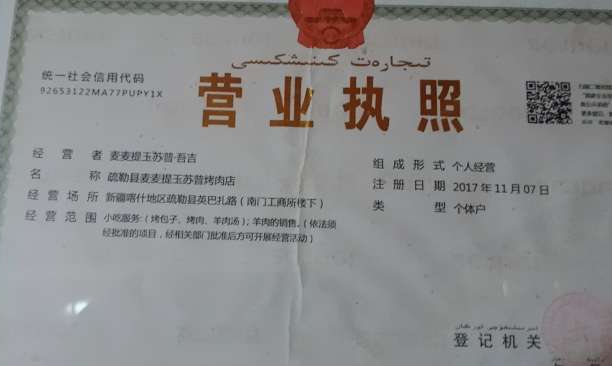 تىجارەت كىنىشكىسى
营业执照
统一社会信用代码
92653122MA77PUPY1X
经营者 麦麦提玉苏普·吾吉
名称 疏勒县麦麦提玉苏普烤肉店
经营场所 新疆喀什地区疏勒县英巴扎路（南门工商所楼下）
经营范围 小吃服务:（烤包子、烤肉、羊肉汤）；羊肉的销售。（依法须
经批准的项目，经相关部门批准后方可开展经营活动）
组成形式 个人经营
注册日期 2017年11月07日
类型 个体户
登记机关